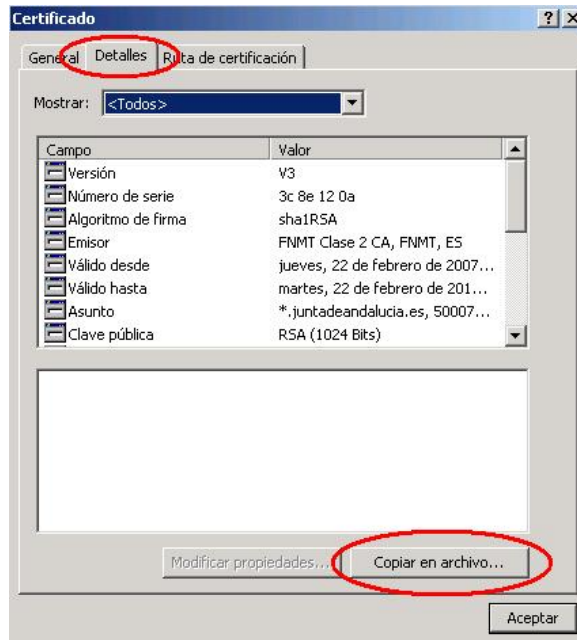 Certificado
General Detalles Ruta de certificación
Mostrar: <Todos>
Campo Valor
Versión V3
Número de serie 3c 8e 12 0a
Algoritmo de firma sha1RSA
Emisor FNMT Clase 2 CA, FNMT, ES
Válido desde jueves, 22 de febrero de 2007...
Válido hasta martes, 22 de febrero de 201...
Asunto *.juntadeandalucia.es, 50007...
Clave pública RSA (1024 Bits)
Modificar propiedades... Copiar en archivo...
Aceptar